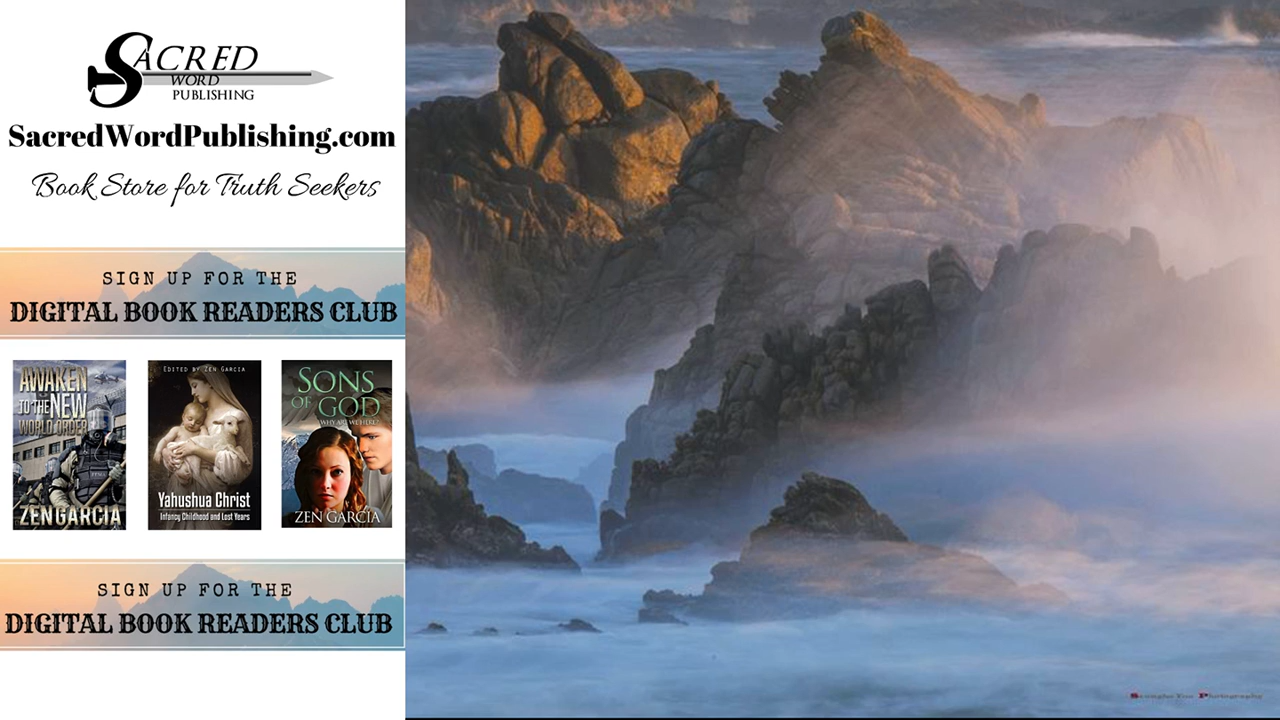 SACRED
WORD
PUBLISHING
SacredWordPublishing.com
Book Store for Truth Seekers
SIGN UP FOR THE
DIGITAL BOOK READERS CLUB
AWAKEN
TO THE NEW
WORLD ORDER
ZEN GARCIA
EDITED BY ZEN GARCIA
Yahushua Christ
Infancy Childhood and Lost Years
SONS
OF GOD
WHY ARE WE HERE?
ZEN GARCIA
SIGN UP FOR THE
DIGITAL BOOK READERS CLUB
Photography